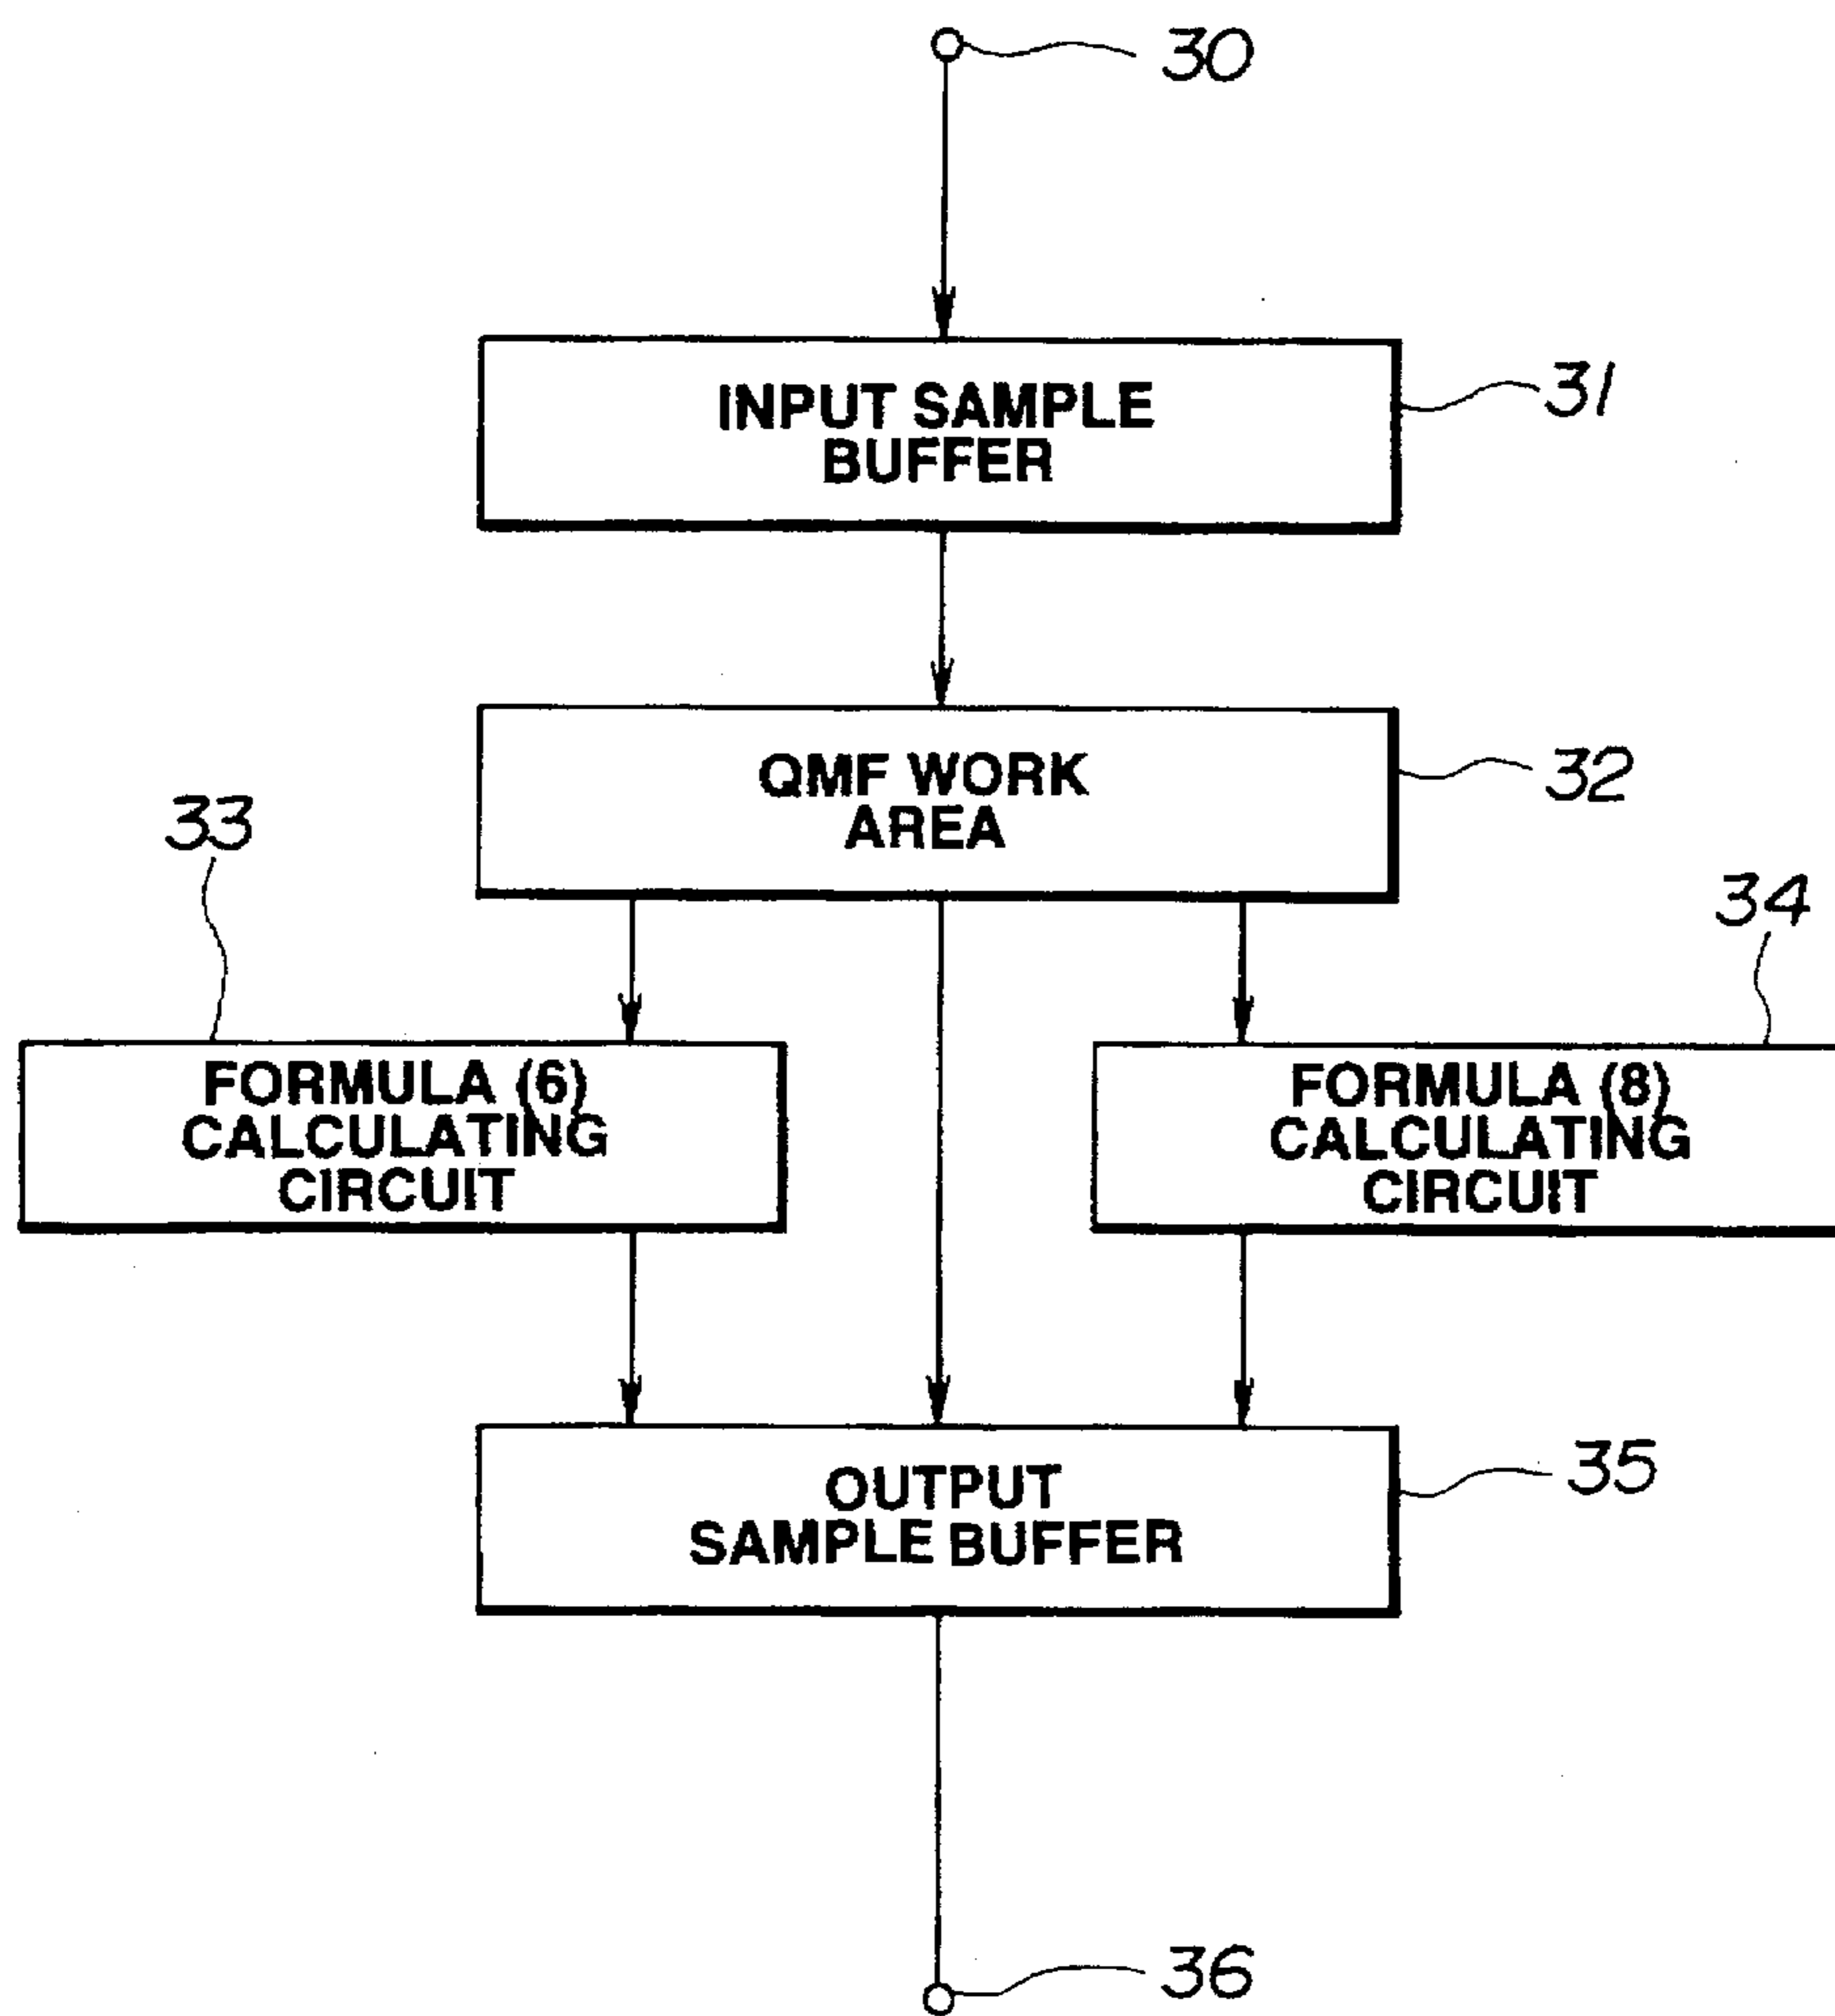 30
INPUT SAMPLE
BUFFER
31
QMF WORK
AREA
32
33
34
FORMULA (6)
CALCULATING
CIRCUIT
FORMULA (8)
CALCULATING
CIRCUIT
OUTPUT
SAMPLE BUFFER
35
36